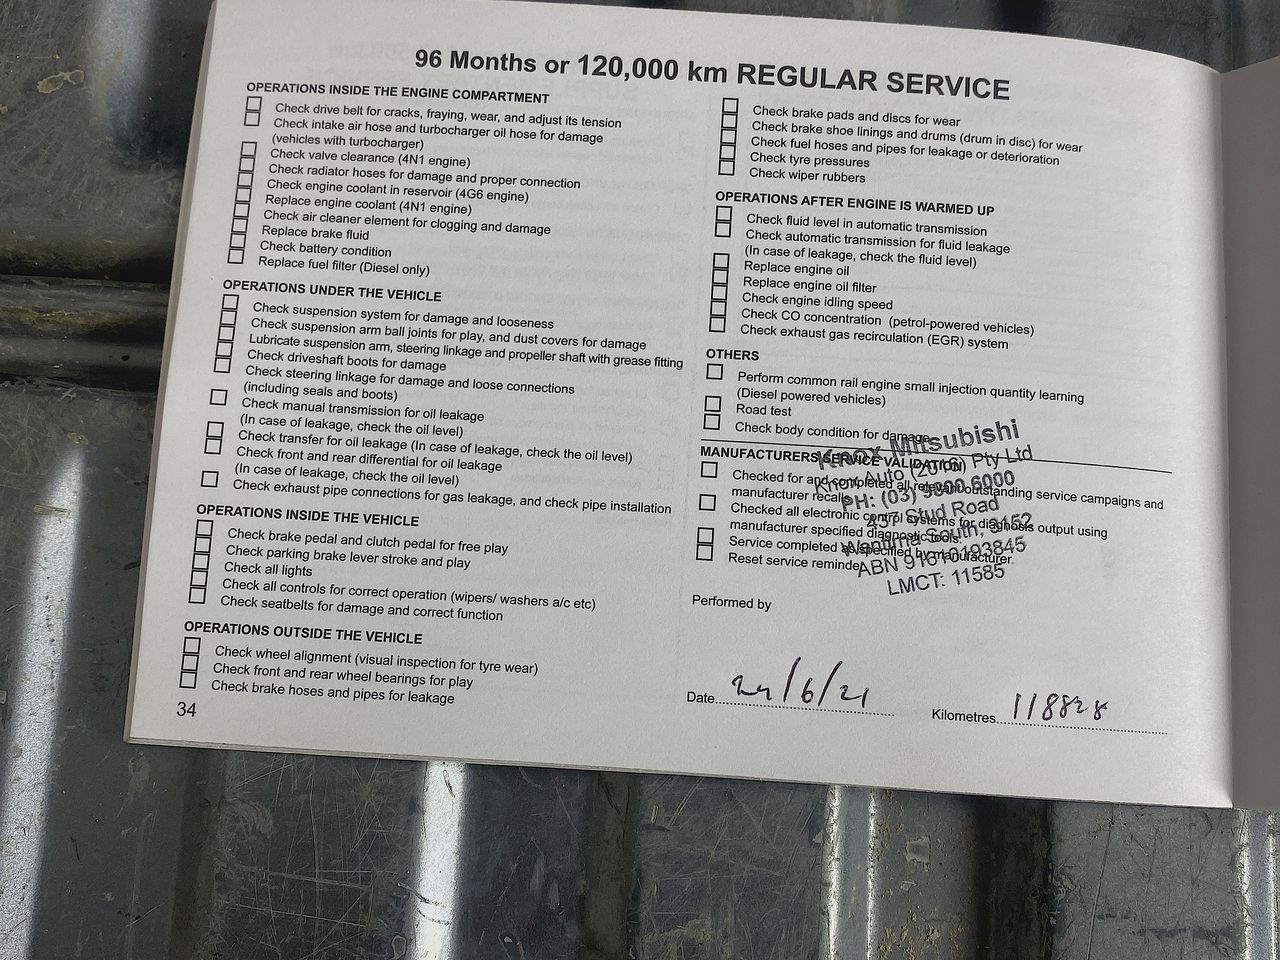 96 Months or 120,000 km REGULAR SERVICE
OPERATIONS INSIDE THE ENGINE COMPARTMENT
Check drive belt for cracks, fraying, wear, and adjust its tension
Check intake air hose and turbocharger oil hose for damage
(vehicles with turbocharger)
Check valve clearance (4N1 engine)
Check radiator hoses for damage and proper connection
Check engine coolant in reservoir (4G6 engine)
Replace engine coolant (4N1 engine)
Check air cleaner element for clogging and damage
Replace brake fluid
Check battery condition
Replace fuel filter (Diesel only)
OPERATIONS UNDER THE VEHICLE
Check suspension system for damage and looseness
Check suspension arm ball joints for play, and dust covers for damage
Lubricate suspension arm, steering linkage and propeller shaft with grease fitting
Check driveshaft boots for damage
Check steering linkage for damage and loose connections
(including seals and boots)
Check manual transmission for oil leakage
(In case of leakage, check the oil level)
Check transfer for oil leakage (In case of leakage, check the oil level)
Check front and rear differential for oil leakage
(In case of leakage, check the oil level)
Check exhaust pipe connections for gas leakage, and check pipe installation
OPERATIONS INSIDE THE VEHICLE
Check brake pedal and clutch pedal for free play
Check parking brake lever stroke and play
Check all lights
Check all controls for correct operation (wipers/ washers a/c etc)
Check seatbelts for damage and correct function
OPERATIONS OUTSIDE THE VEHICLE
Check wheel alignment (visual inspection for tyre wear)
Check front and rear wheel bearings for play
Check brake hoses and pipes for leakage
34
Check brake pads and discs for wear
Check brake shoe linings and drums (drum in disc) for wear
Check fuel hoses and pipes for leakage or deterioration
Check tyre pressures
Check wiper rubbers
OPERATIONS AFTER ENGINE IS WARMED UP
Check fluid level in automatic transmission
Check automatic transmission for fluid leakage
(In case of leakage, check the fluid level)
Replace engine oil
Replace engine oil filter
Check engine idling speed
Check CO concentration (petrol-powered vehicles)
Check exhaust gas recirculation (EGR) system
OTHERS
Perform common rail engine small injection quantity learning
(Diesel powered vehicles)
Road test
Check body condition for damage
MANUFACTURERS SERVICE VALIDATION
Checked for and completed all relevant outstanding service campaigns and
manufacturer recalls
Checked all electronic control systems for diagnosis output using
manufacturer specified diagnostic tools.
Service completed as specified by manufacturer.
Reset service reminder
Knox Mitsubishi
Knox Auto (2016) Pty Ltd
PH: (03) 9800 6000
437 Stud Road
Wantirna South, 3152
ABN 91610193845
LMCT: 11585
Performed by
Date 24/6/21
Kilometres 118828